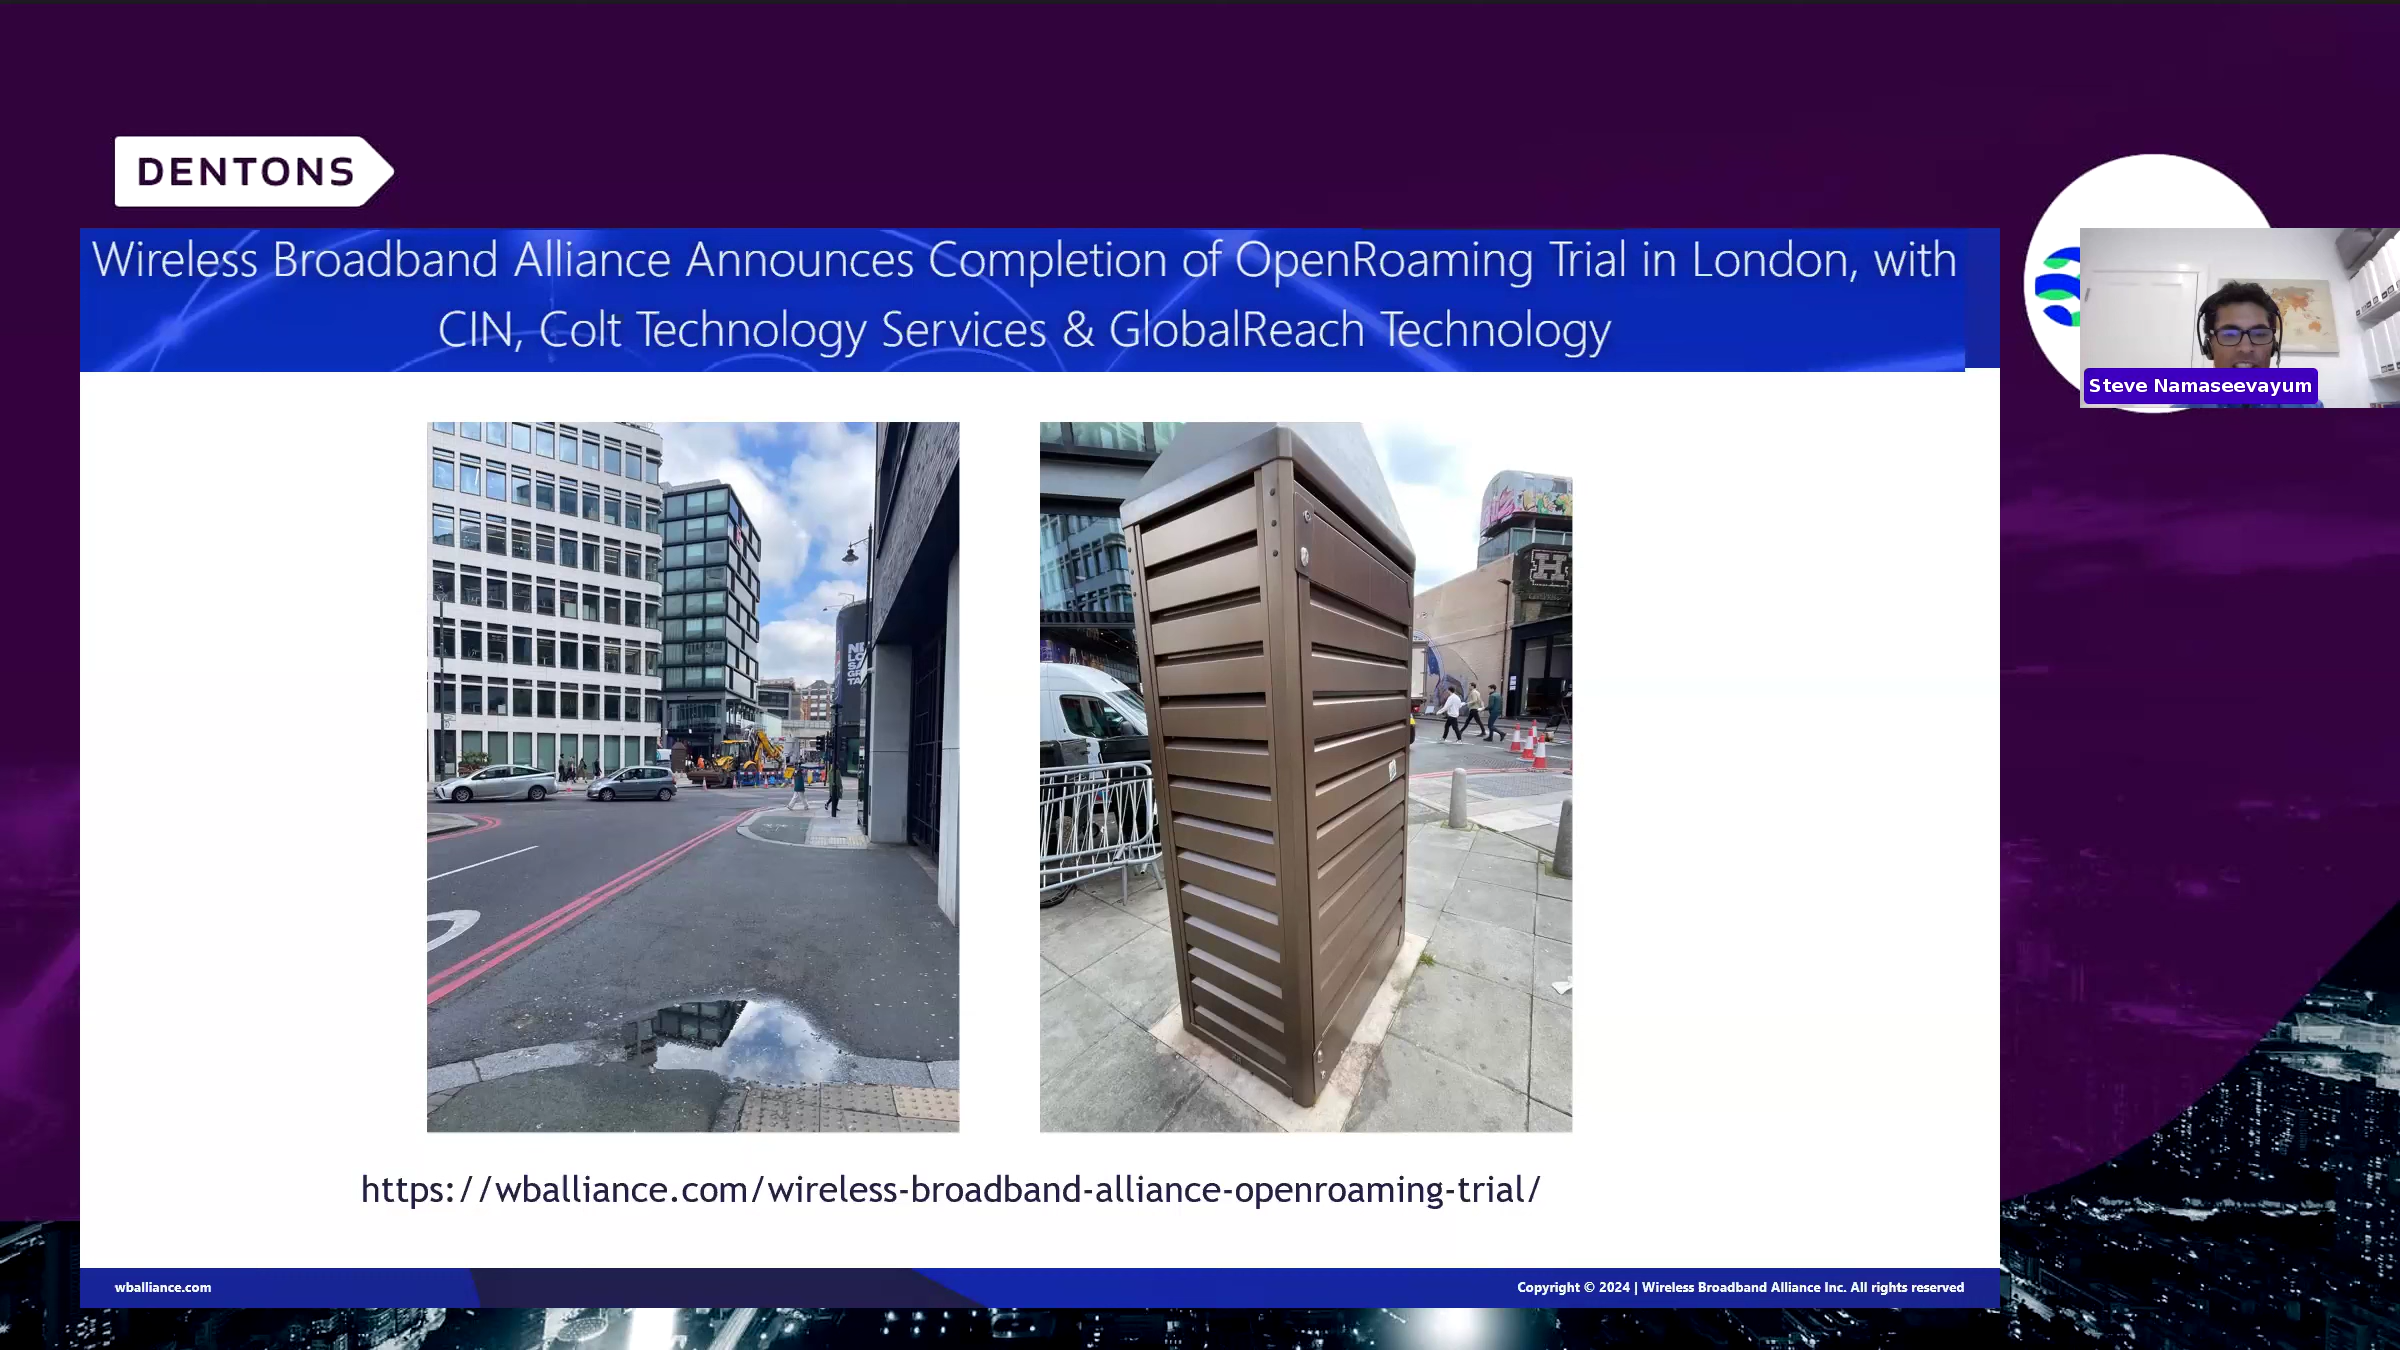 DENTONS
Wireless Broadband Alliance Announces Completion of OpenRoaming Trial in London, with
CIN, Colt Technology Services & GlobalReach Technology
Steve Namaseevayum
H
https://wballiance.com/wireless-broadband-alliance-openroaming-trial/
wballiance.com
Copyright © 2024 | Wireless Broadband Alliance Inc. All rights reserved